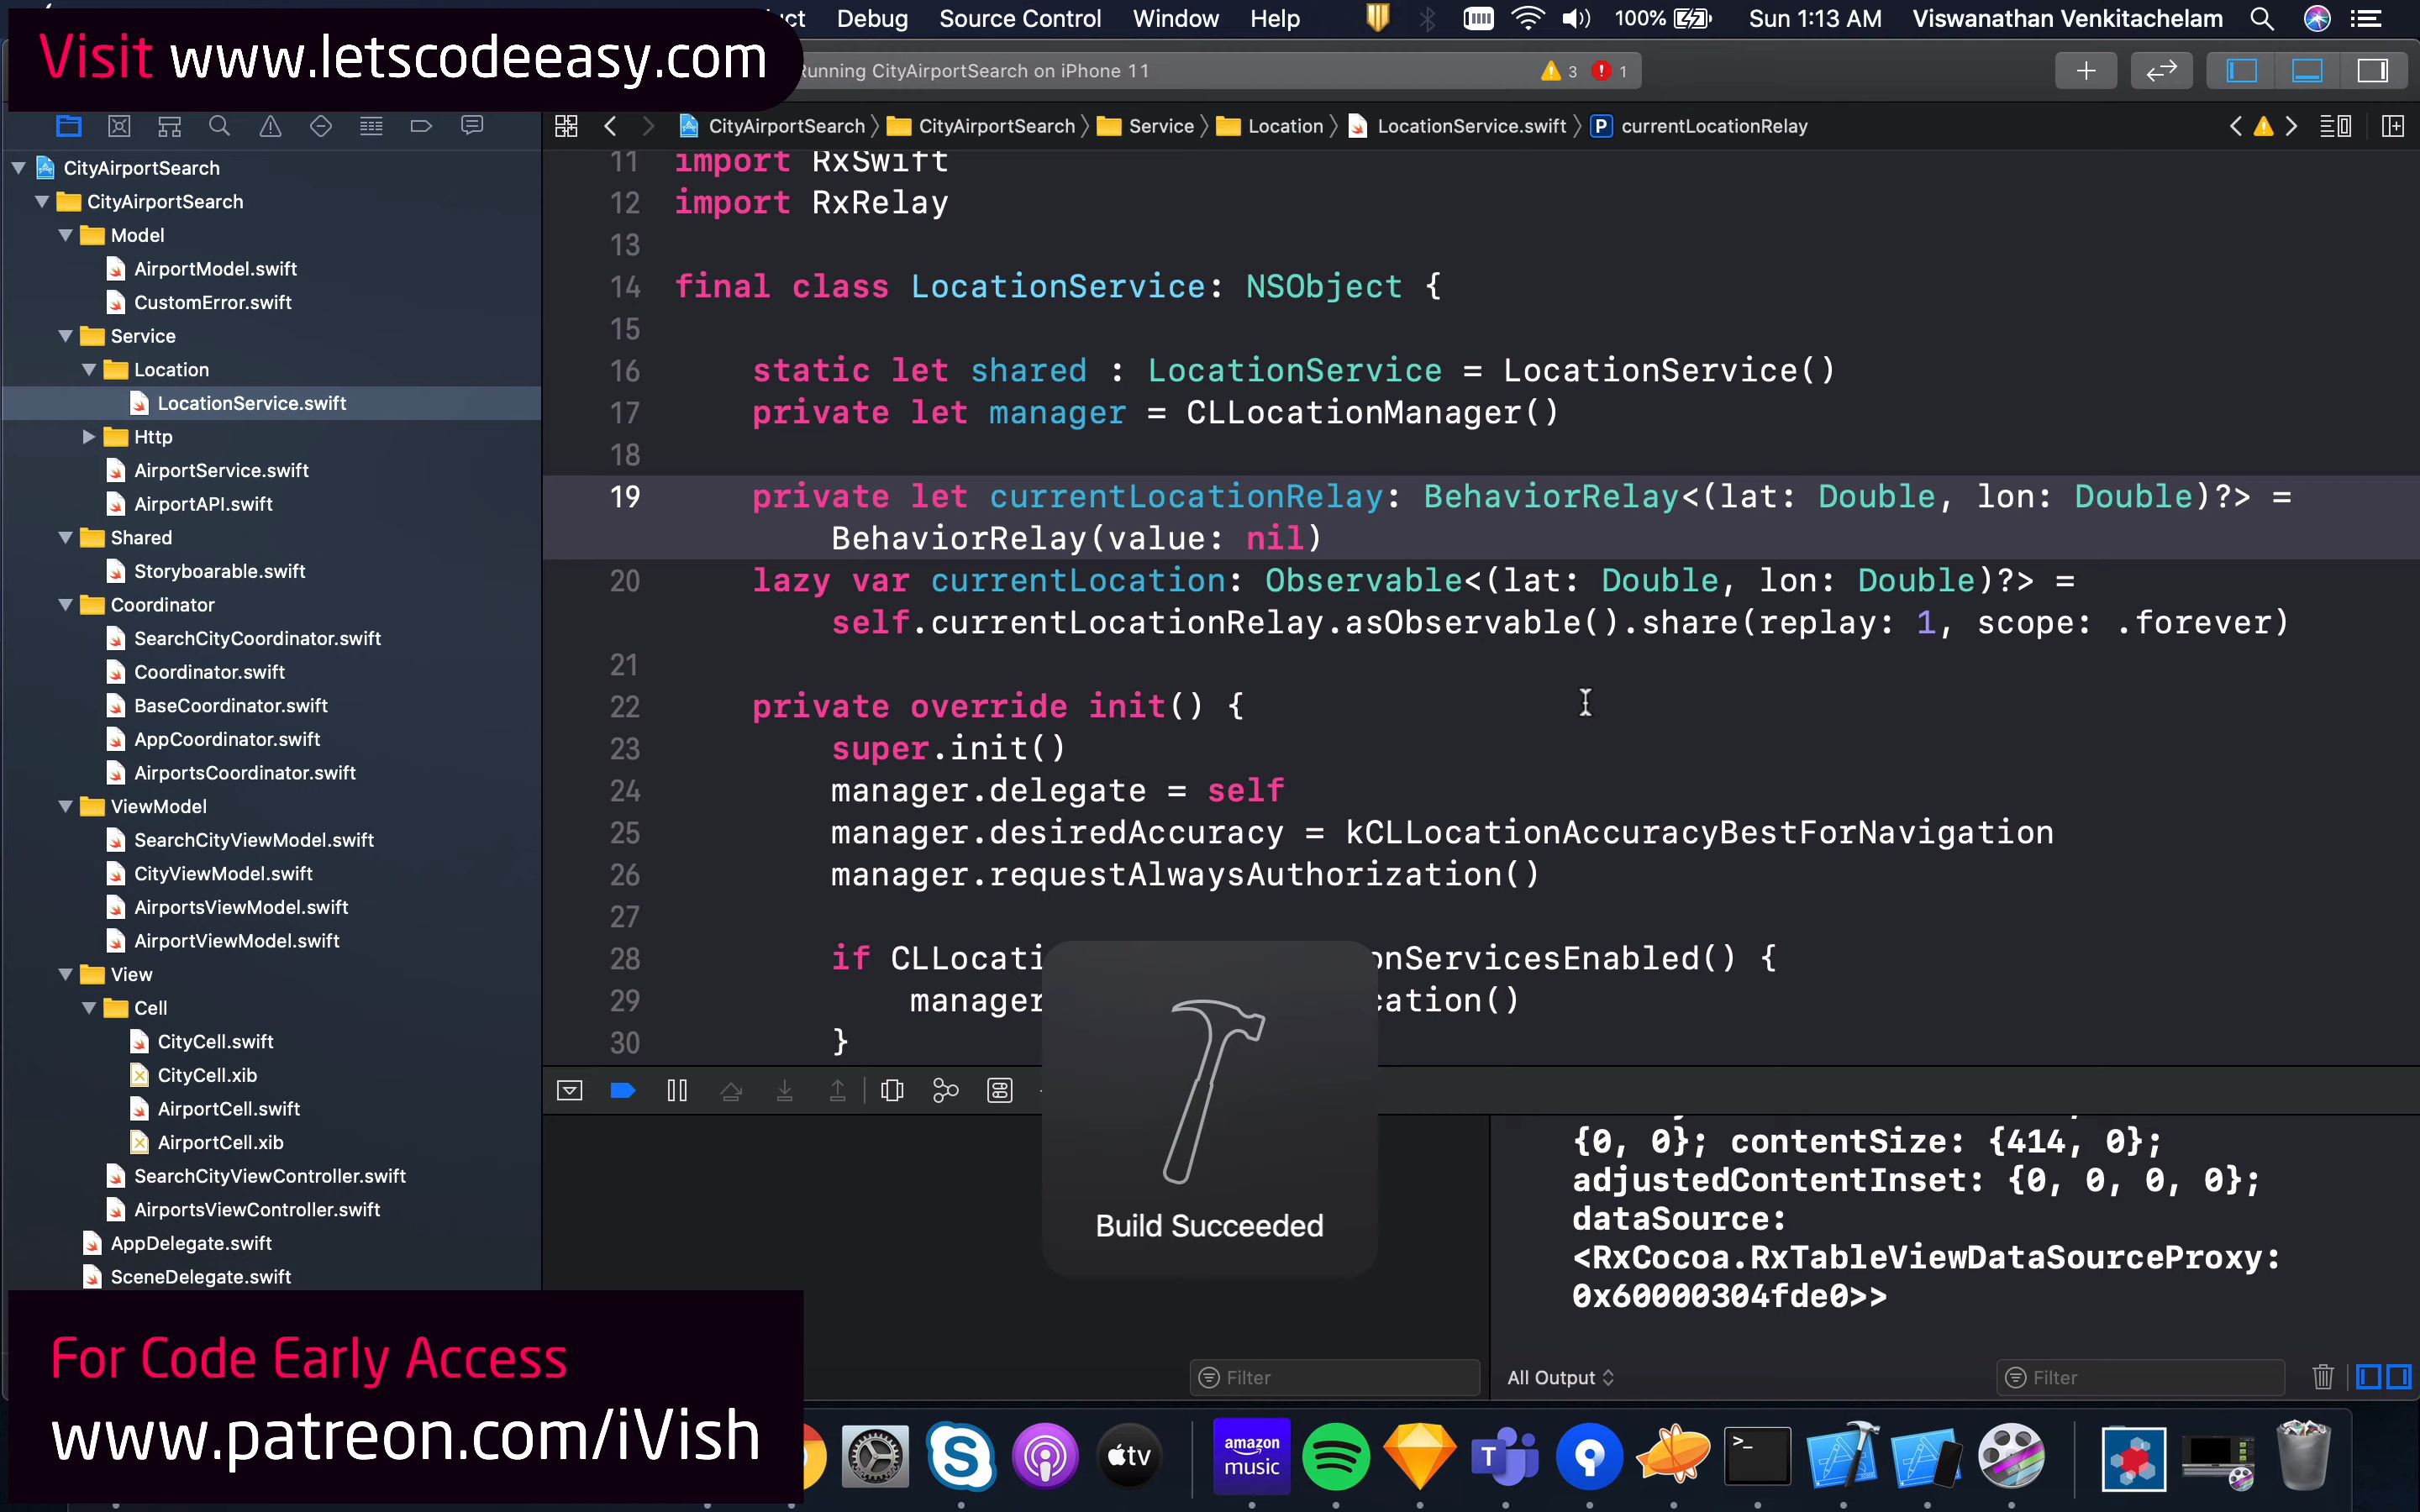 ct Debug Source Control Window Help 100% Sun 1:13 AM Viswanathan Venkitachelam
Visit www.letscodeeasy.com
Running CityAirportSearch on iPhone 11 3 1
CityAirportSearch CityAirportSearch Service Location LocationService.swift P currentLocationRelay
CityAirportSearch
CityAirportSearch
Model
AirportModel.swift
CustomError.swift
Service
Location
LocationService.swift
Http
AirportService.swift
AirportAPI.swift
Shared
Storyboarable.swift
Coordinator
SearchCityCoordinator.swift
Coordinator.swift
BaseCoordinator.swift
AppCoordinator.swift
AirportsCoordinator.swift
ViewModel
SearchCityViewModel.swift
CityViewModel.swift
AirportsViewModel.swift
AirportViewModel.swift
View
Cell
CityCell.swift
CityCell.xib
AirportCell.swift
AirportCell.xib
SearchCityViewController.swift
AirportsViewController.swift
AppDelegate.swift
SceneDelegate.swift
11 import RxSwift
12 import RxRelay
13
14 final class LocationService: NSObject {
15
16 static let shared : LocationService = LocationService()
17 private let manager = CLLocationManager()
18
19 private let currentLocationRelay: BehaviorRelay<(lat: Double, lon: Double)?> =
BehaviorRelay(value: nil)
20 lazy var currentLocation: Observable<(lat: Double, lon: Double)?> =
self.currentLocationRelay.asObservable().share(replay: 1, scope: .forever)
21
22 private override init() {
23 super.init()
24 manager.delegate = self
25 manager.desiredAccuracy = kCLLocationAccuracyBestForNavigation
26 manager.requestAlwaysAuthorization()
27
28 if CLLocati onServicesEnabled() {
29 manager cation()
30 }
Build Succeeded
{0, 0}; contentSize: {414, 0};
adjustedContentInset: {0, 0, 0, 0};
dataSource:
<RxCocoa.RxTableViewDataSourceProxy:
0x60000304fde0>>
Filter
All Output
Filter
For Code Early Access
www.patreon.com/iVish
tv
amazon
music